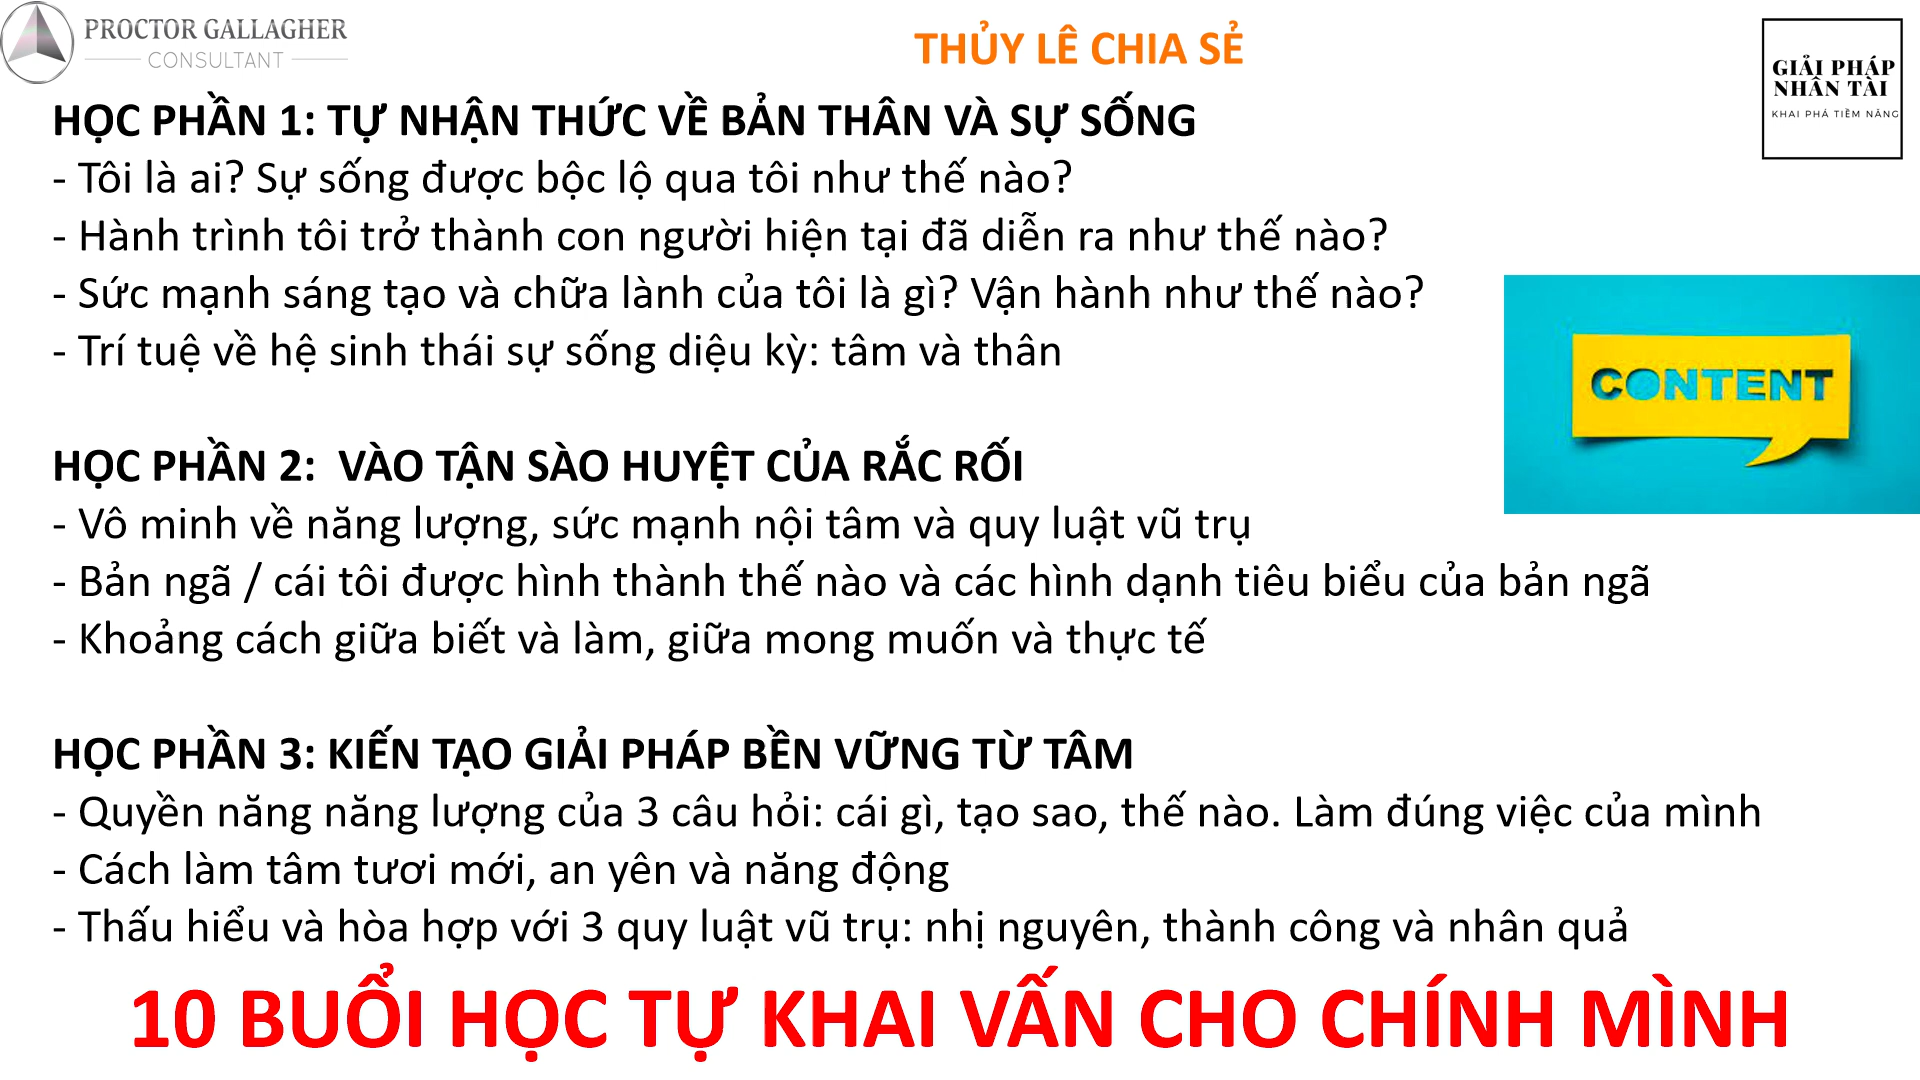 PROCTOR GALLAGHER
CONSULTANT
THỦY LÊ CHIA SẺ
GIẢI PHÁP
NHÂN TÀI
KHAI PHÁ TIỀM NĂNG
HỌC PHẦN 1: TỰ NHẬN THỨC VỀ BẢN THÂN VÀ SỰ SỐNG
- Tôi là ai? Sự sống được bộc lộ qua tôi như thế nào?
- Hành trình tôi trở thành con người hiện tại đã diễn ra như thế nào?
- Sức mạnh sáng tạo và chữa lành của tôi là gì? Vận hành như thế nào?
- Trí tuệ về hệ sinh thái sự sống diệu kỳ: tâm và thân
CONTENT
HỌC PHẦN 2:  VÀO TẬN SÀO HUYỆT CỦA RẮC RỐI
- Vô minh về năng lượng, sức mạnh nội tâm và quy luật vũ trụ
- Bản ngã / cái tôi được hình thành thế nào và các hình dạnh tiêu biểu của bản ngã
- Khoảng cách giữa biết và làm, giữa mong muốn và thực tế
HỌC PHẦN 3: KIẾN TẠO GIẢI PHÁP BỀN VỮNG TỪ TÂM
- Quyền năng năng lượng của 3 câu hỏi: cái gì, tạo sao, thế nào. Làm đúng việc của mình
- Cách làm tâm tươi mới, an yên và năng động
- Thấu hiểu và hòa hợp với 3 quy luật vũ trụ: nhị nguyên, thành công và nhân quả
10 BUỔI HỌC TỰ KHAI VẤN CHO CHÍNH MÌNH